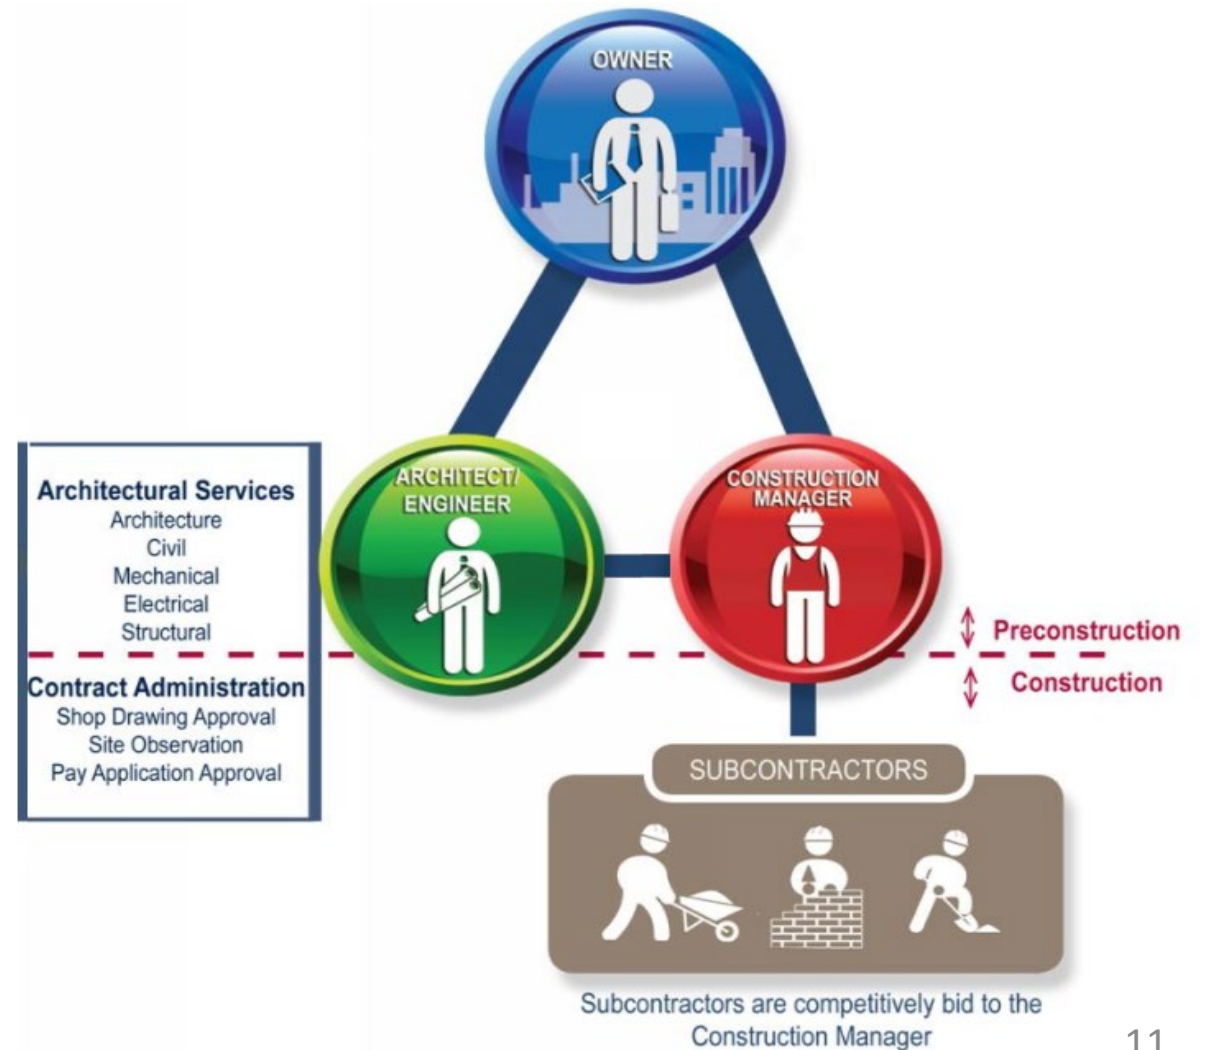 OWNER
ARCHITECT/
ENGINEER
CONSTRUCTION
MANAGER
Architectural Services
Architecture
Civil
Mechanical
Electrical
Structural
Contract Administration
Shop Drawing Approval
Site Observation
Pay Application Approval
Preconstruction
Construction
SUBCONTRACTORS
Subcontractors are competitively bid to the
Construction Manager
11